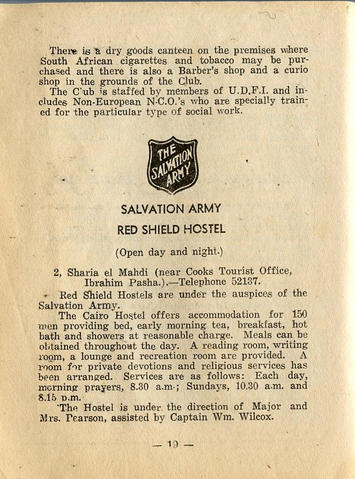 There is a dry goods canteen on the premises where
South African cigarettes and tobacco may be pur-
chased and there is also a Barber's shop and a curio
shop in the grounds of the Club.
The Club is staffed by members of U.D.F.I. and in-
cludes Non-European N.C.O.'s who are specially train-
ed for the particular type of social work.
THE
SALVATION
ARMY
SALVATION ARMY
RED SHIELD HOSTEL
(Open day and night.)
2, Sharia el Mahdi (near Cooks Tourist Office,
Ibrahim Pasha.).—Telephone 52137.
Red Shield Hostels are under the auspices of the
Salvation Army.
The Cairo Hostel offers accommodation for 150
men providing bed, early morning tea, breakfast, hot
bath and showers at reasonable charge. Meals can be
obtained throughout the day. A reading room, writing
room, a lounge and recreation room are provided. A
room for private devotions and religious services has
been arranged. Services are as follows: Each day,
morning prayers, 8.30 a.m.; Sundays, 10.30 a.m. and
8.15 p.m.
The Hostel is under the direction of Major and
Mrs. Pearson, assisted by Captain Wm. Wilcox.
— 19 —